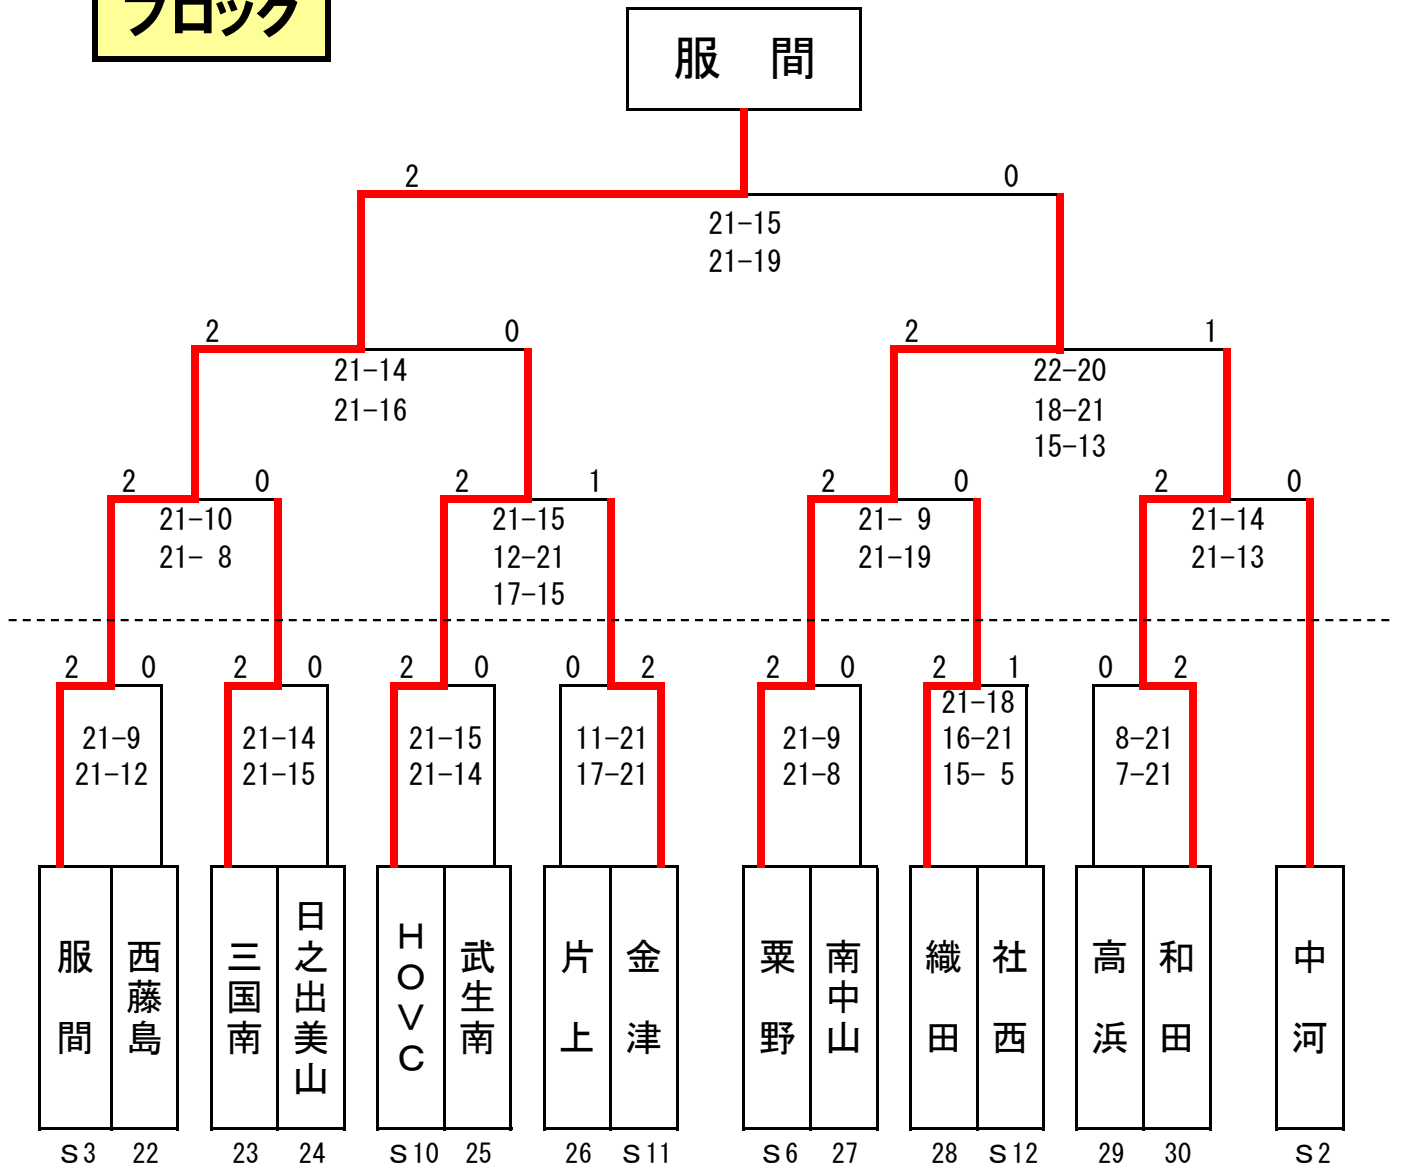 ブロック
服　間
2 0
21-15
21-19
2 0 2 1
21-14 22-20
21-16 18-21
15-13
2 0 2 1 2 0 2 0
21-10 21-15 21- 9 21-14
21- 8 12-21 21-19 21-13
17-15
2 0 2 0 2 0 0 2 2 0 2 1 0 2
21-18
21-9 21-14 21-15 11-21 21-9 16-21 8-21
21-12 21-15 21-14 17-21 21-8 15- 5 7-21
服間
西藤島
三国南
日之出美山
HOVC
武生南
片上
金津
粟野
南中山
織田
社西
高浜
和田
中河
S3 22 23 24 S10 25 26 S11 S6 27 28 S12 29 30 S2